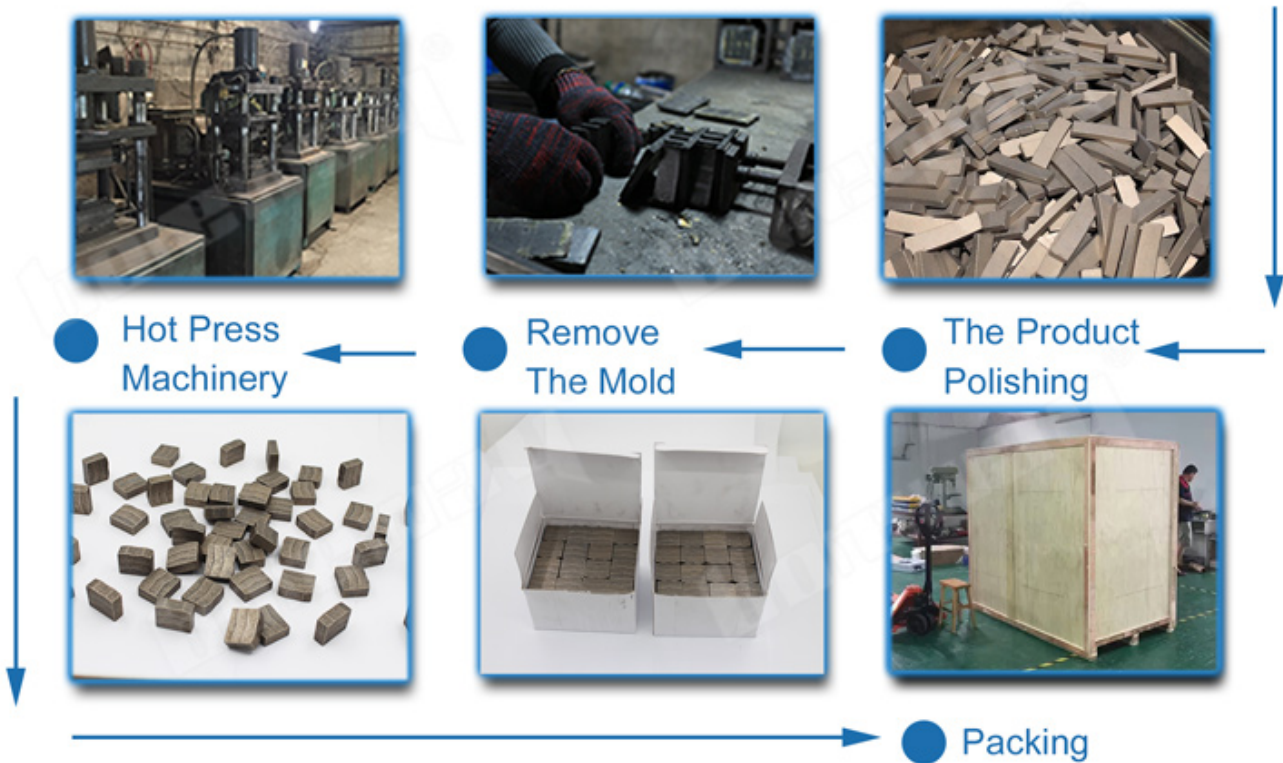 Hot Press
Machinery
Remove
The Mold
The Product
Polishing
Packing